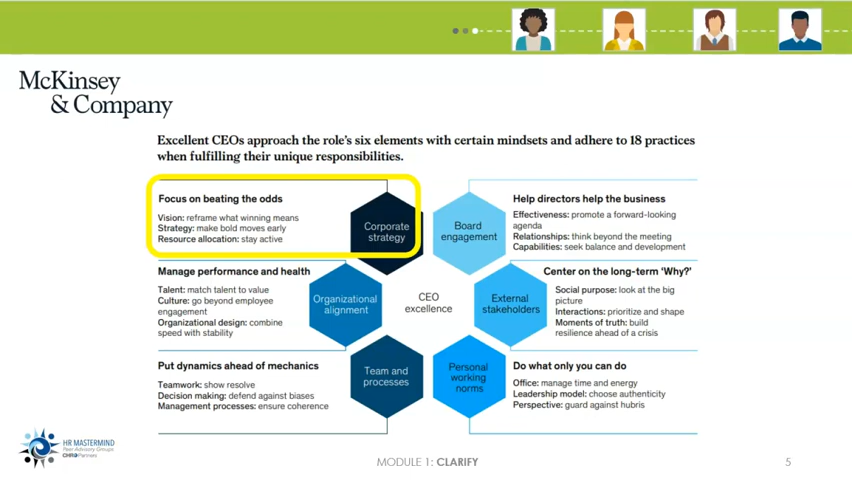 McKinsey
& Company
Excellent CEOs approach the role's six elements with certain mindsets and adhere to 18 practices
when fulfilling their unique responsibilities.
Focus on beating the odds
Vision: reframe what winning means
Strategy: make bold moves early
Resource allocation: stay active
Corporate
strategy
Board
engagement
Help directors help the business
Effectiveness: promote a forward-looking
agenda
Relationships: think beyond the meeting
Capabilities: seek balance and development
Manage performance and health
Talent: match talent to value
Culture: go beyond employee
engagement
Organizational design: combine
speed with stability
Organizational
alignment
CEO
excellence
External
stakeholders
Center on the long-term ‘Why?’
Social purpose: look at the big
picture
Interactions: prioritize and shape
Moments of truth: build
resilience ahead of a crisis
Put dynamics ahead of mechanics
Teamwork: show resolve
Decision making: defend against biases
Management processes: ensure coherence
Team and
processes
Personal
working
norms
Do what only you can do
Office: manage time and energy
Leadership model: choose authenticity
Perspective: guard against hubris
HR MASTERMIND
Peer Advisory Groups
CHRO Partners
MODULE 1: CLARIFY
5